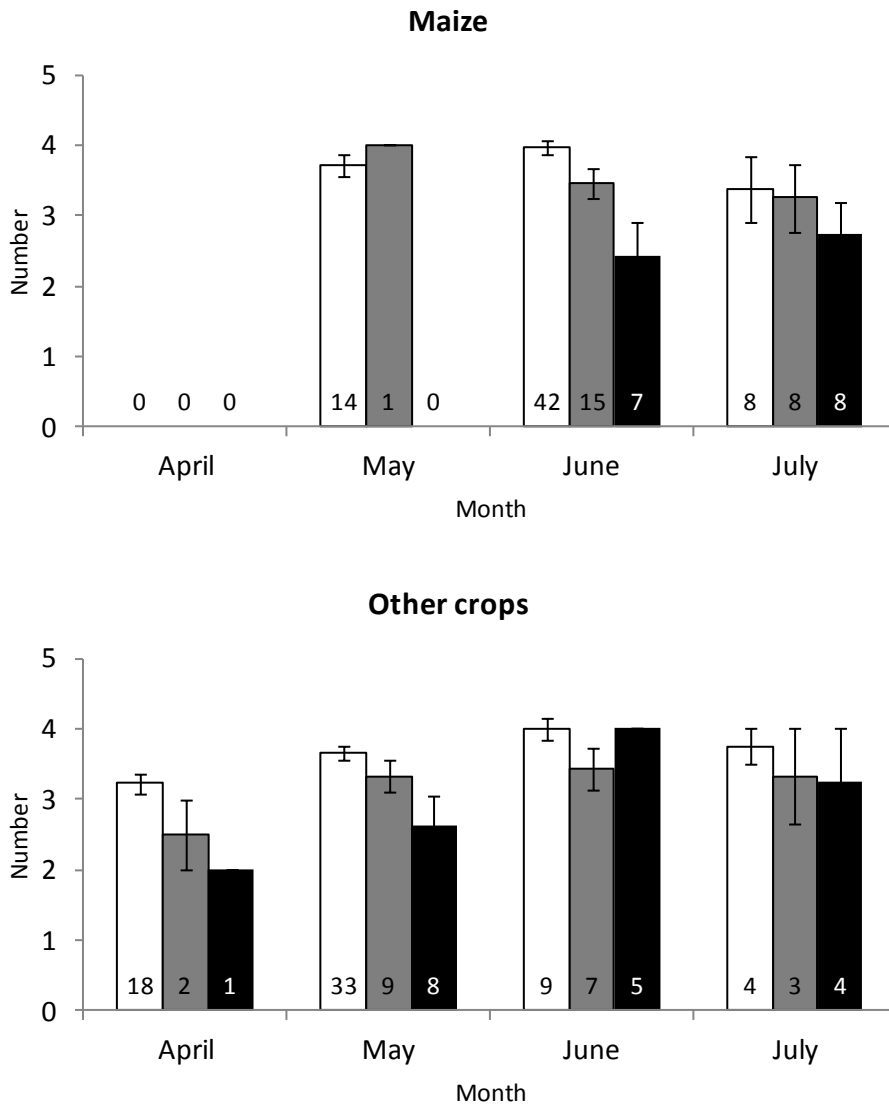 Maize
5
4
3
2
1
0
Number
0 0 0
14 1 0
42 15 7
8 8 8
April May June July
Month
Other crops
5
4
3
2
1
0
Number
18 2 1
33 9 8
9 7 5
4 3 4
April May June July
Month